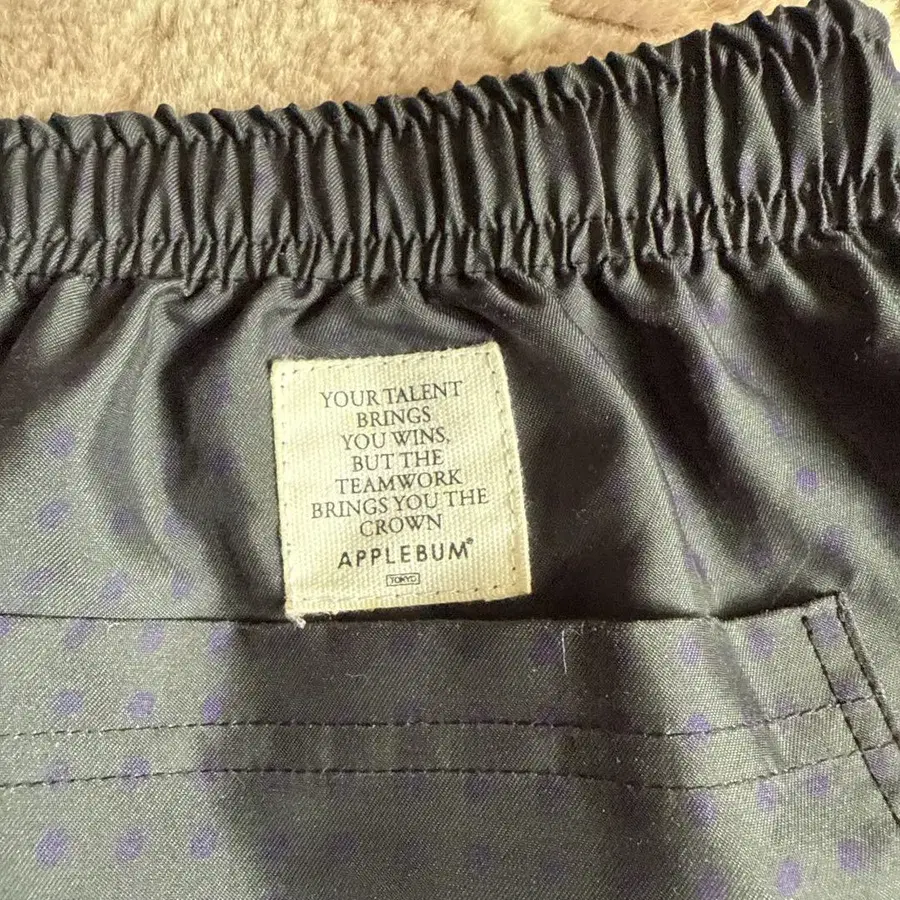 YOUR TALENT
BRINGS
YOU WINS,
BUT THE
TEAMWORK
BRINGS YOU THE
CROWN
APPLEBUM®
TOKYO